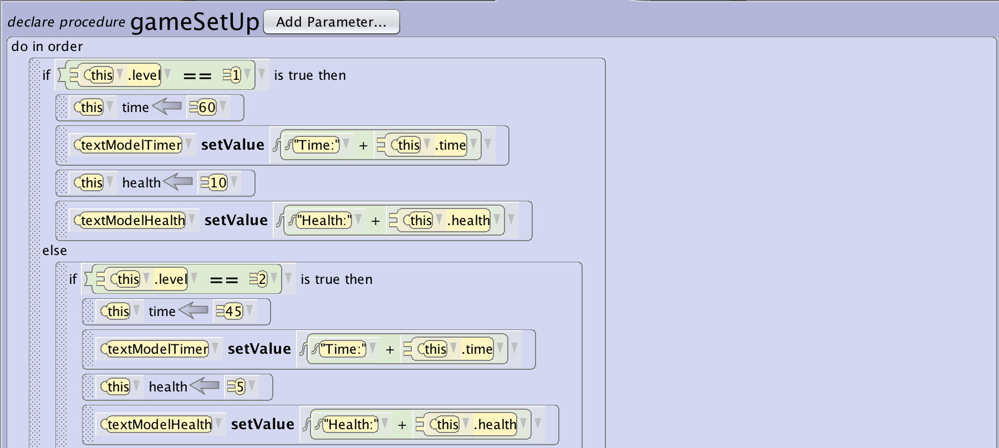 declare procedure gameSetUp Add Parameter...
do in order
if this .level == 1 is true then
this time 60
textModelTimer setValue "Time:" + this .time
this health 10
textModelHealth setValue "Health:" + this .health
else
if this .level == 2 is true then
this time 45
textModelTimer setValue "Time:" + this .time
this health 5
textModelHealth setValue "Health:" + this .health